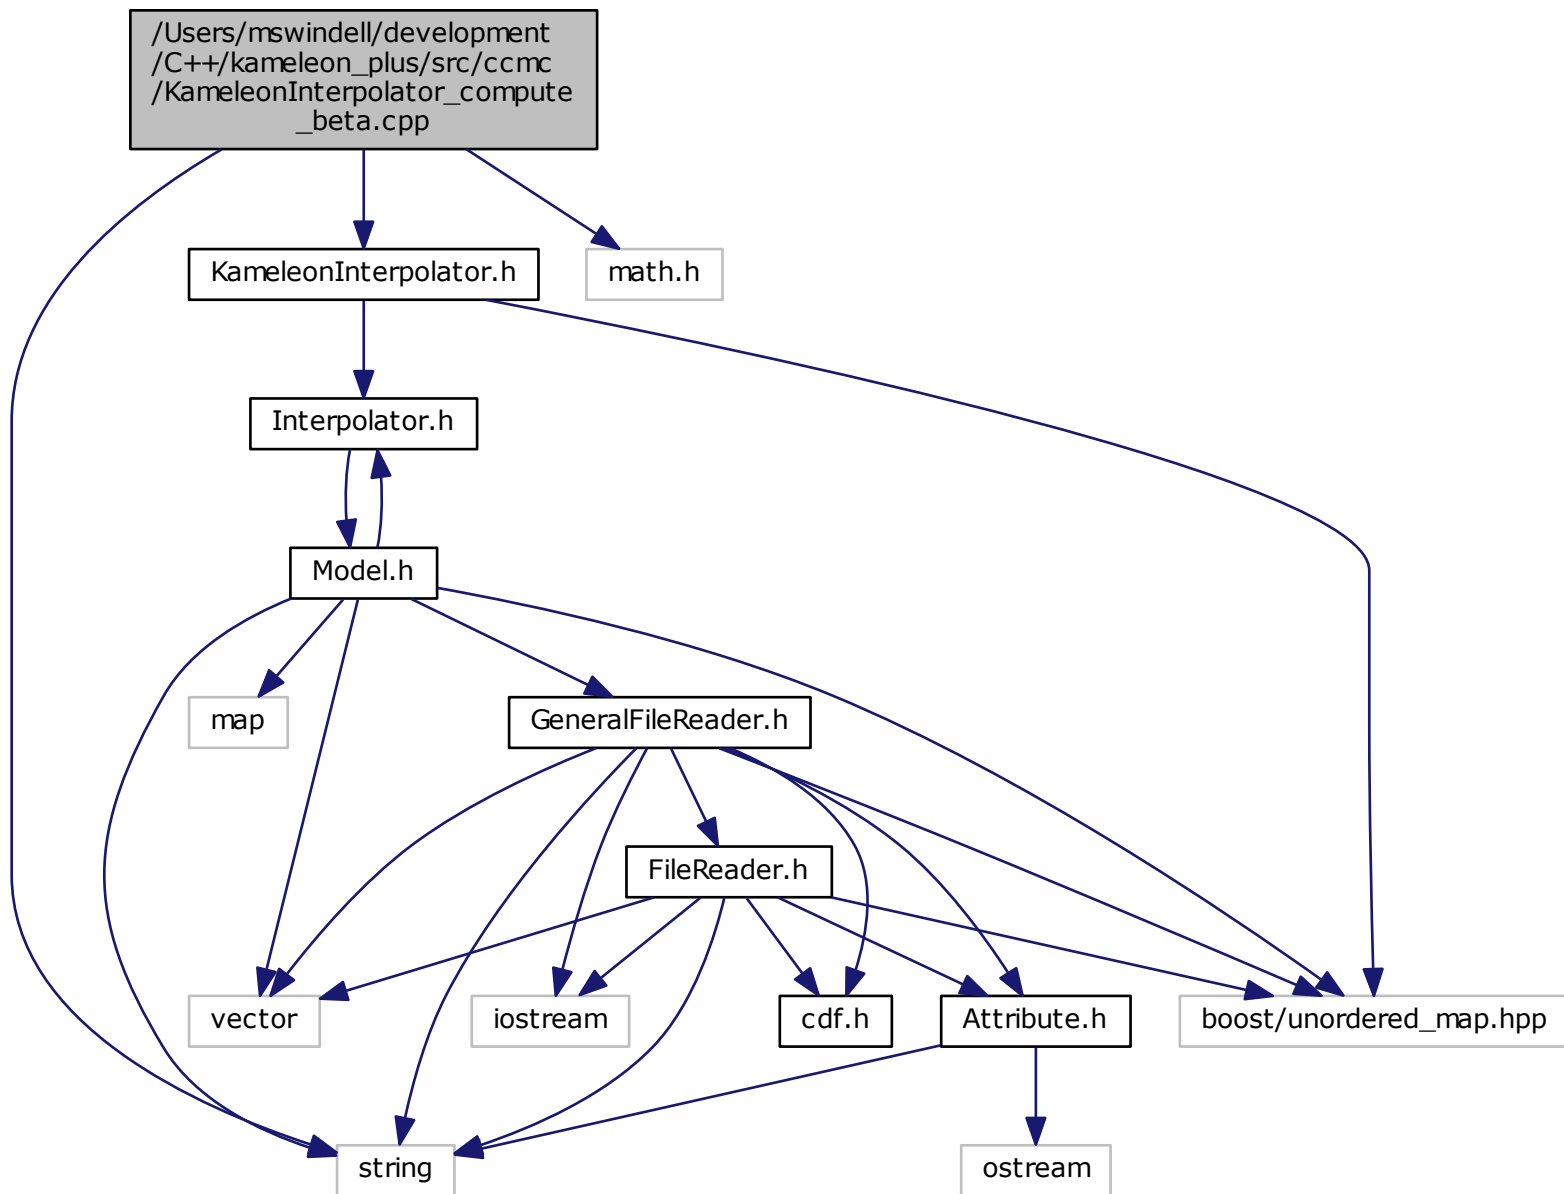 /Users/mswindell/development
/C++/kameleon_plus/src/ccmc
/KameleonInterpolator_compute
_beta.cpp
KameleonInterpolator.h
math.h
Interpolator.h
Model.h
map
GeneralFileReader.h
FileReader.h
vector
iostream
cdf.h
Attribute.h
boost/unordered_map.hpp
string
ostream